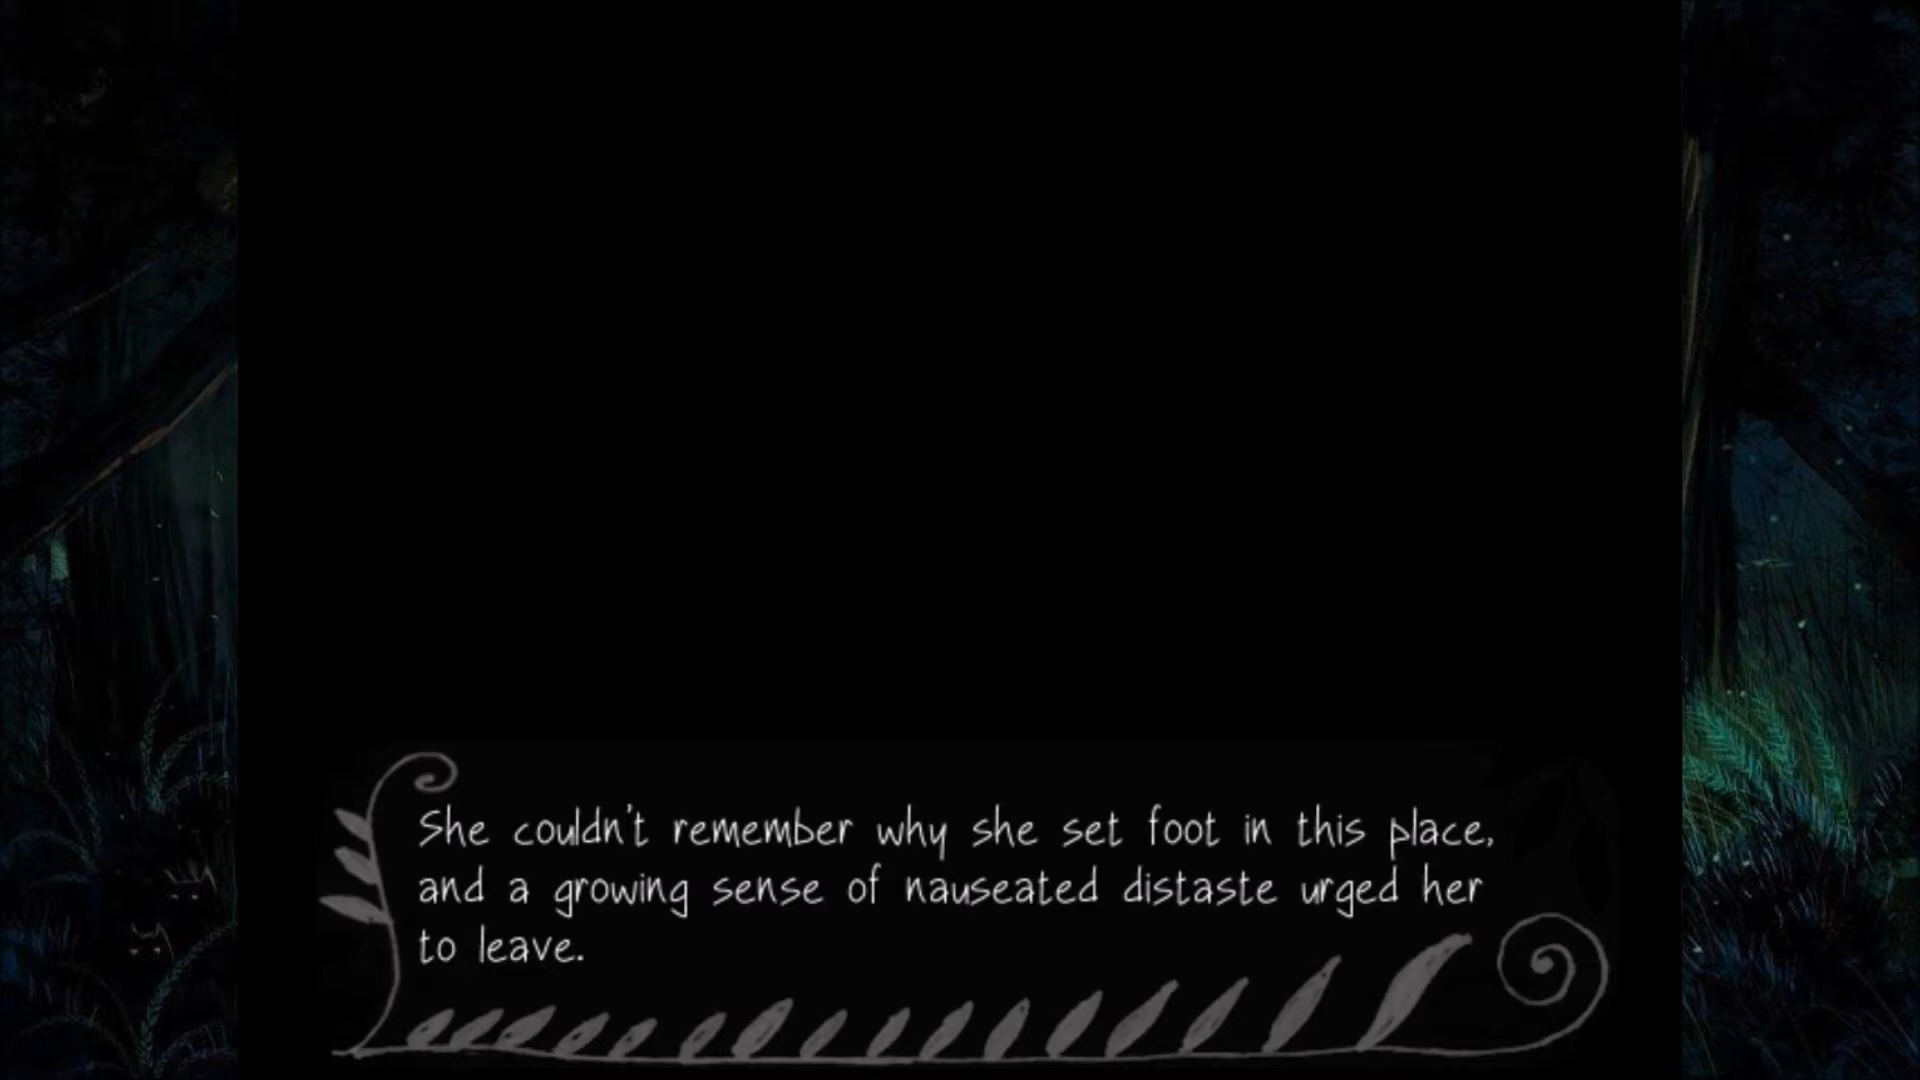 She couldn't remember why she set foot in this place,
and a growing sense of nauseated distaste urged her
to leave.